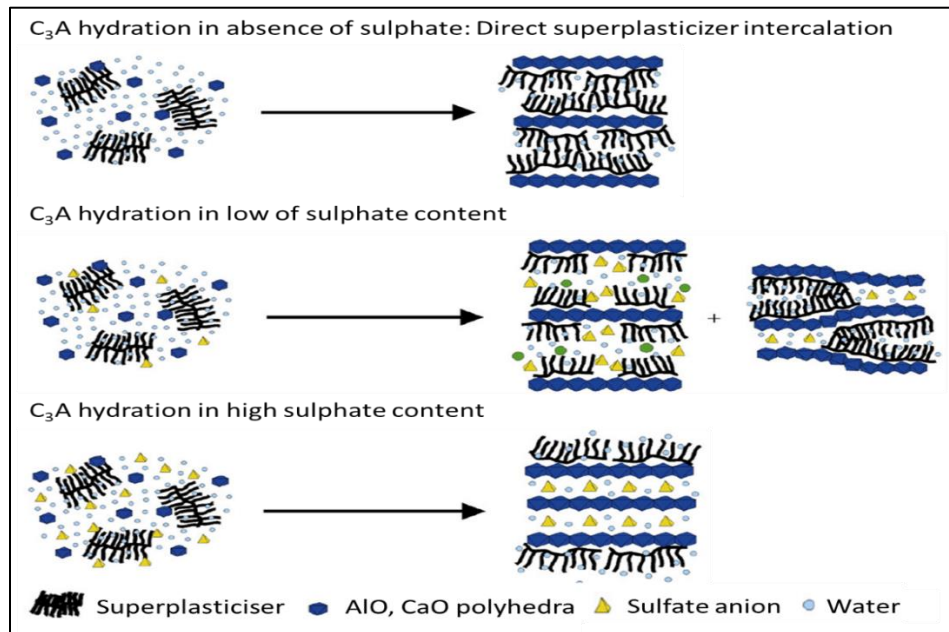 C₃A hydration in absence of sulphate: Direct superplasticizer intercalation
C₃A hydration in low of sulphate content
+
C₃A hydration in high sulphate content
Superplasticiser AlO, CaO polyhedra Sulfate anion Water